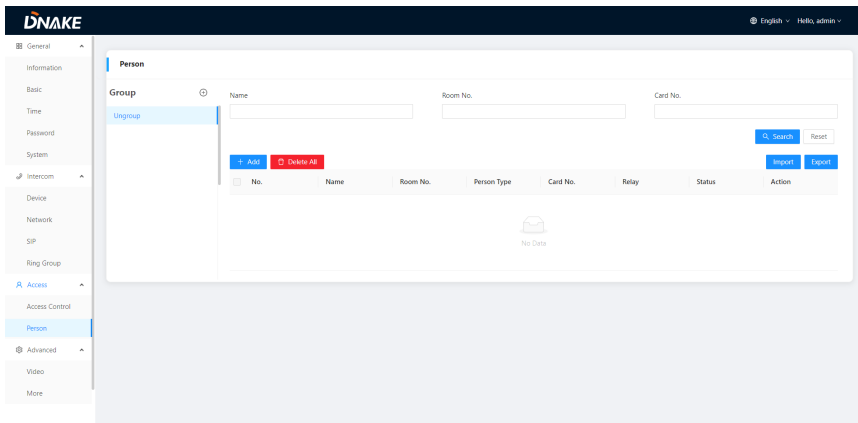 DNAKE
English
Hello, admin
General
Information
Basic
Time
Password
System
Intercom
Device
Network
SIP
Ring Group
Access
Access Control
Person
Advanced
Video
More
Person
Group
Ungroup
Name Room No. Card No.
Search Reset
+ Add Delete All Import Export
No. Name Room No. Person Type Card No. Relay Status Action
No Data